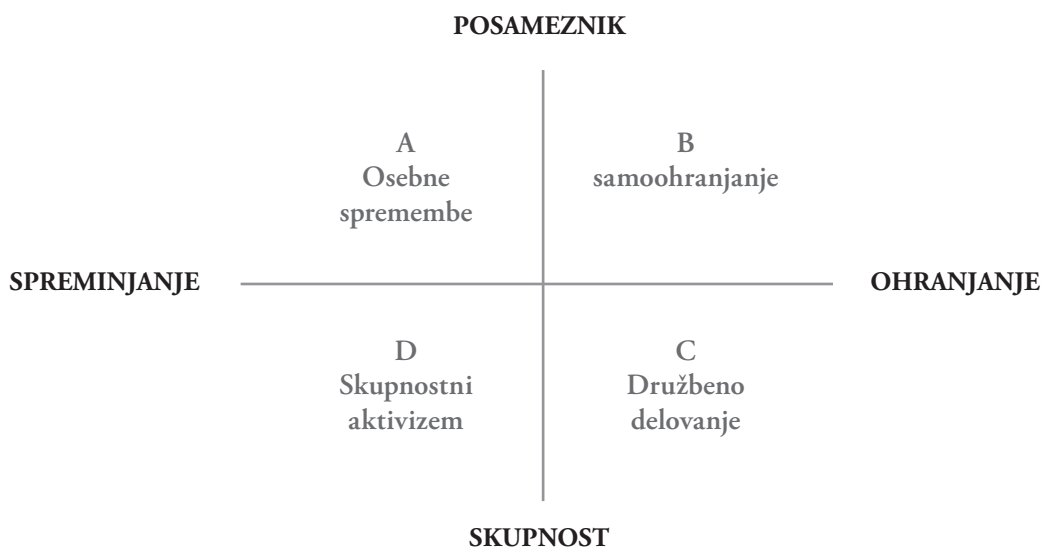 POSAMEZNIK
A
Osebne
spremembe
B
samoohranjanje
SPREMINJANJE
OHRANJANJE
D
Skupnostni
aktivizem
C
Družbeno
delovanje
SKUPNOST